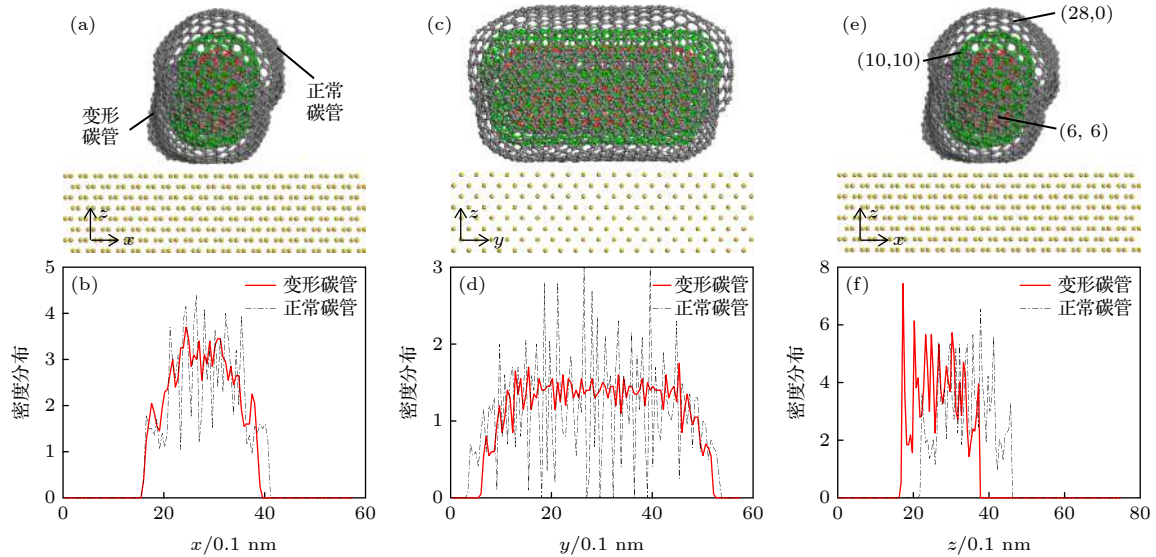 (a)
正常
碳管
变形
碳管
z
x
(c)
z
y
(e)
(28,0)
(10,10)
(6, 6)
z
x
(b)
变形碳管
正常碳管
密度分布
5
4
3
2
1
0
0 20 40 60
x/0.1 nm
(d)
变形碳管
正常碳管
密度分布
3
2
1
0
0 20 40 60
y/0.1 nm
(f)
变形碳管
正常碳管
密度分布
8
6
4
2
0
0 20 40 60 80
z/0.1 nm